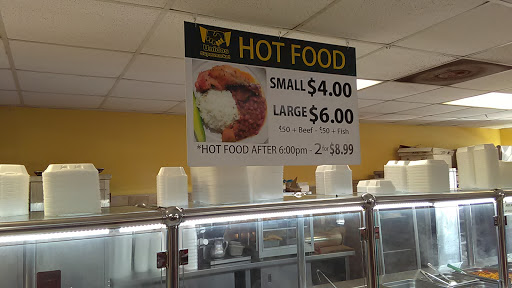 HOT FOOD
SMALL $4.00
LARGE $6.00
$50 + Beef - $50 + Fish
*HOT FOOD AFTER 6:00pm - 2 for $8.99